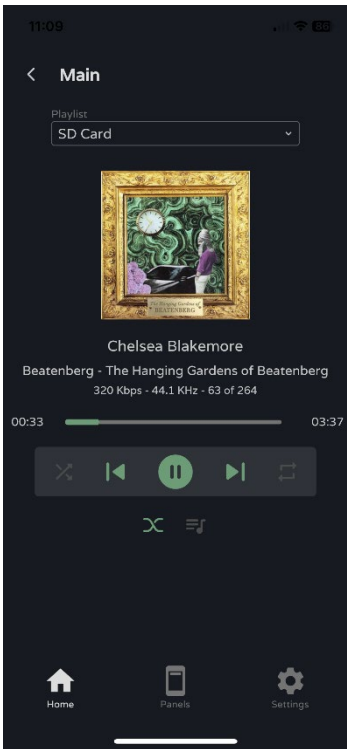 11:09
86
Main
Playlist
SD Card
The Hanging Gardens of
BEATENBERG
Chelsea Blakemore
Beatenberg - The Hanging Gardens of Beatenberg
320 Kbps - 44.1 KHz - 63 of 264
00:33
03:37
Home
Panels
Settings